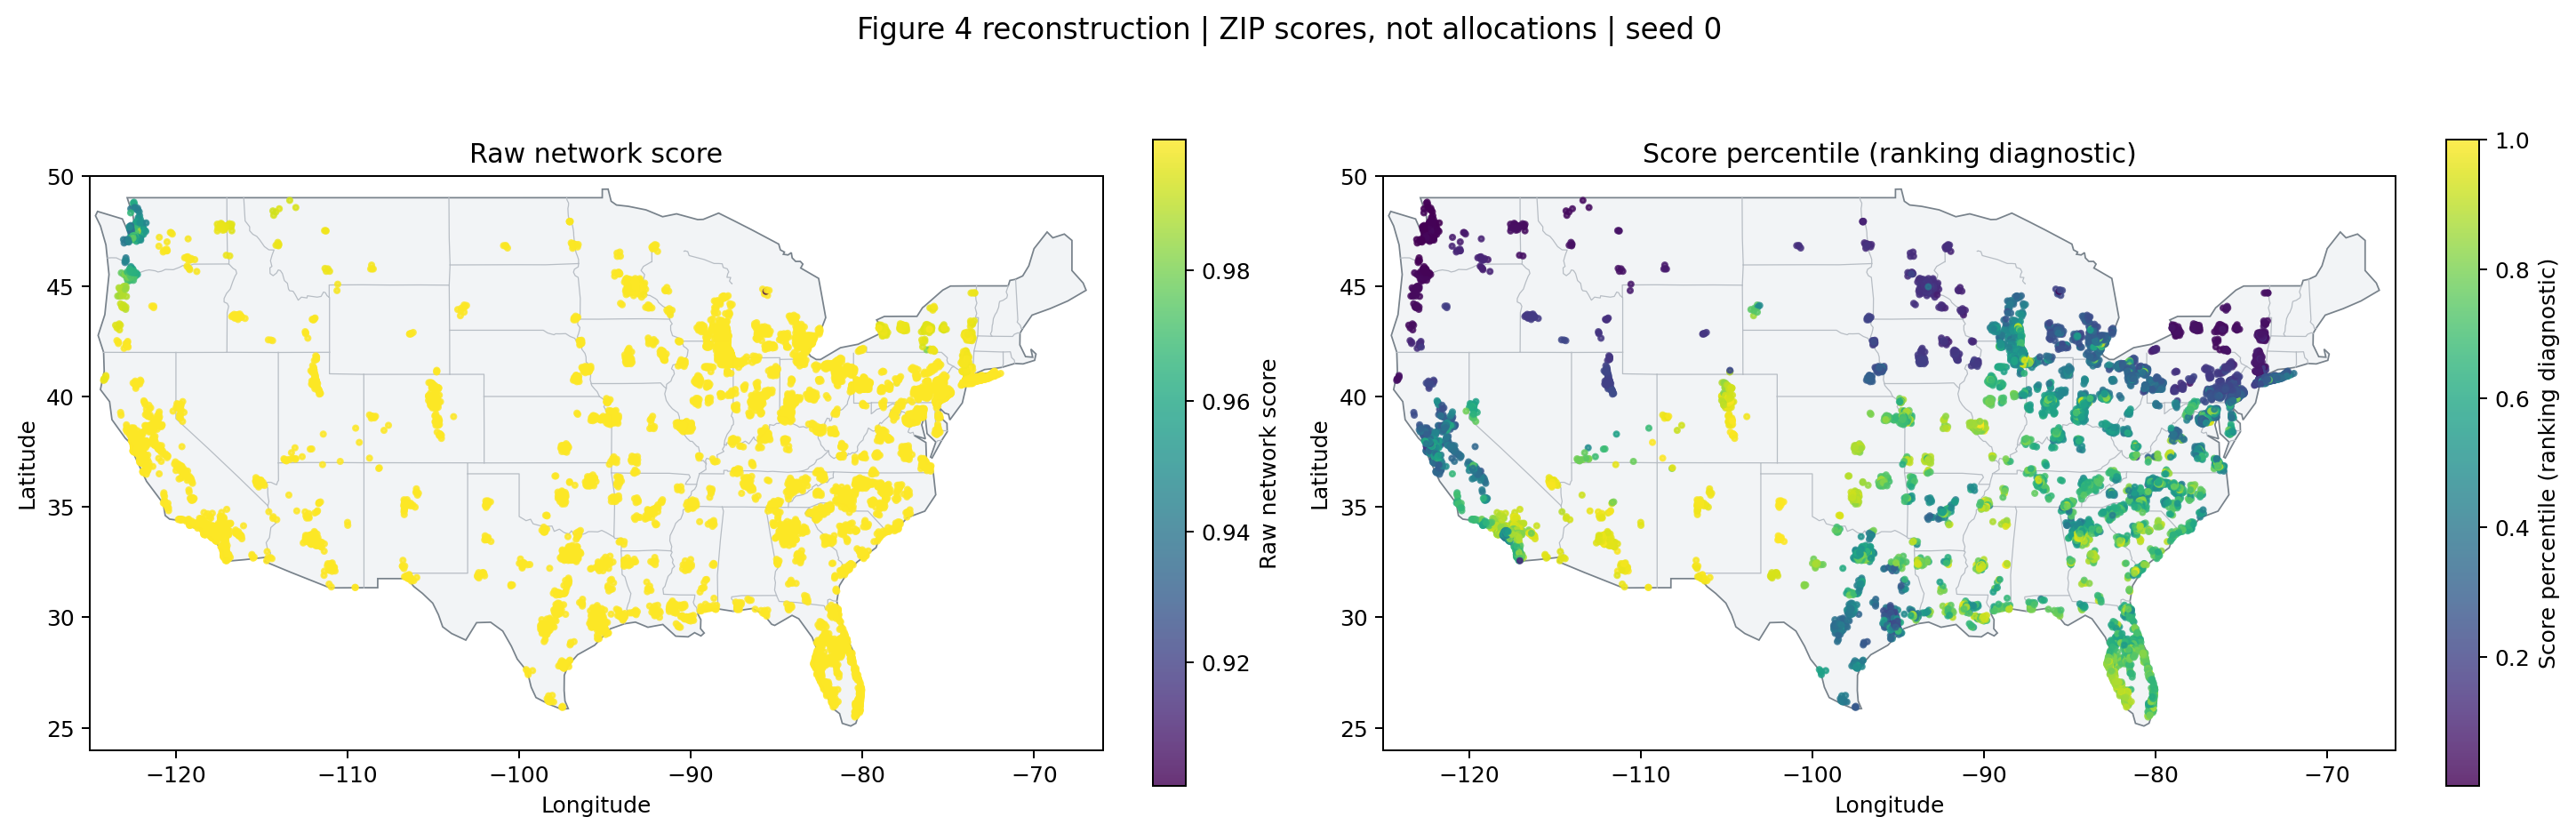 Figure 4 reconstruction | ZIP scores, not allocations | seed 0
Raw network score
50
45
40
35
30
25
Latitude
−120 −110 −100 −90 −80 −70
Longitude
0.98
0.96
0.94
0.92
Raw network score
Score percentile (ranking diagnostic)
50
45
40
35
30
25
Latitude
−120 −110 −100 −90 −80 −70
Longitude
1.0
0.8
0.6
0.4
0.2
Score percentile (ranking diagnostic)